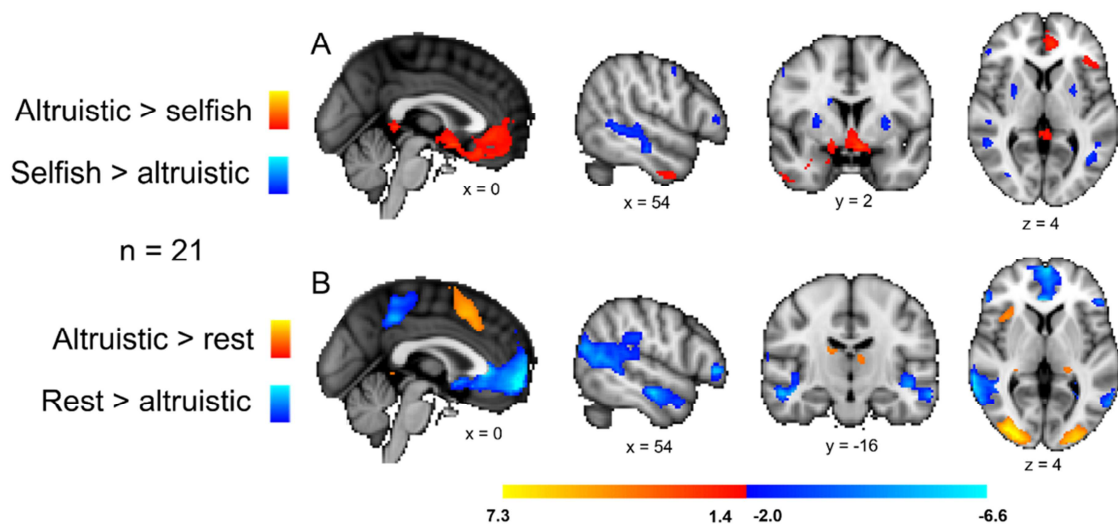 A
Altruistic > selfish
Selfish > altruistic
x = 0
x = 54
y = 2
z = 4
n = 21
B
Altruistic > rest
Rest > altruistic
x = 0
x = 54
y = -16
z = 4
7.3
1.4
-2.0
-6.6